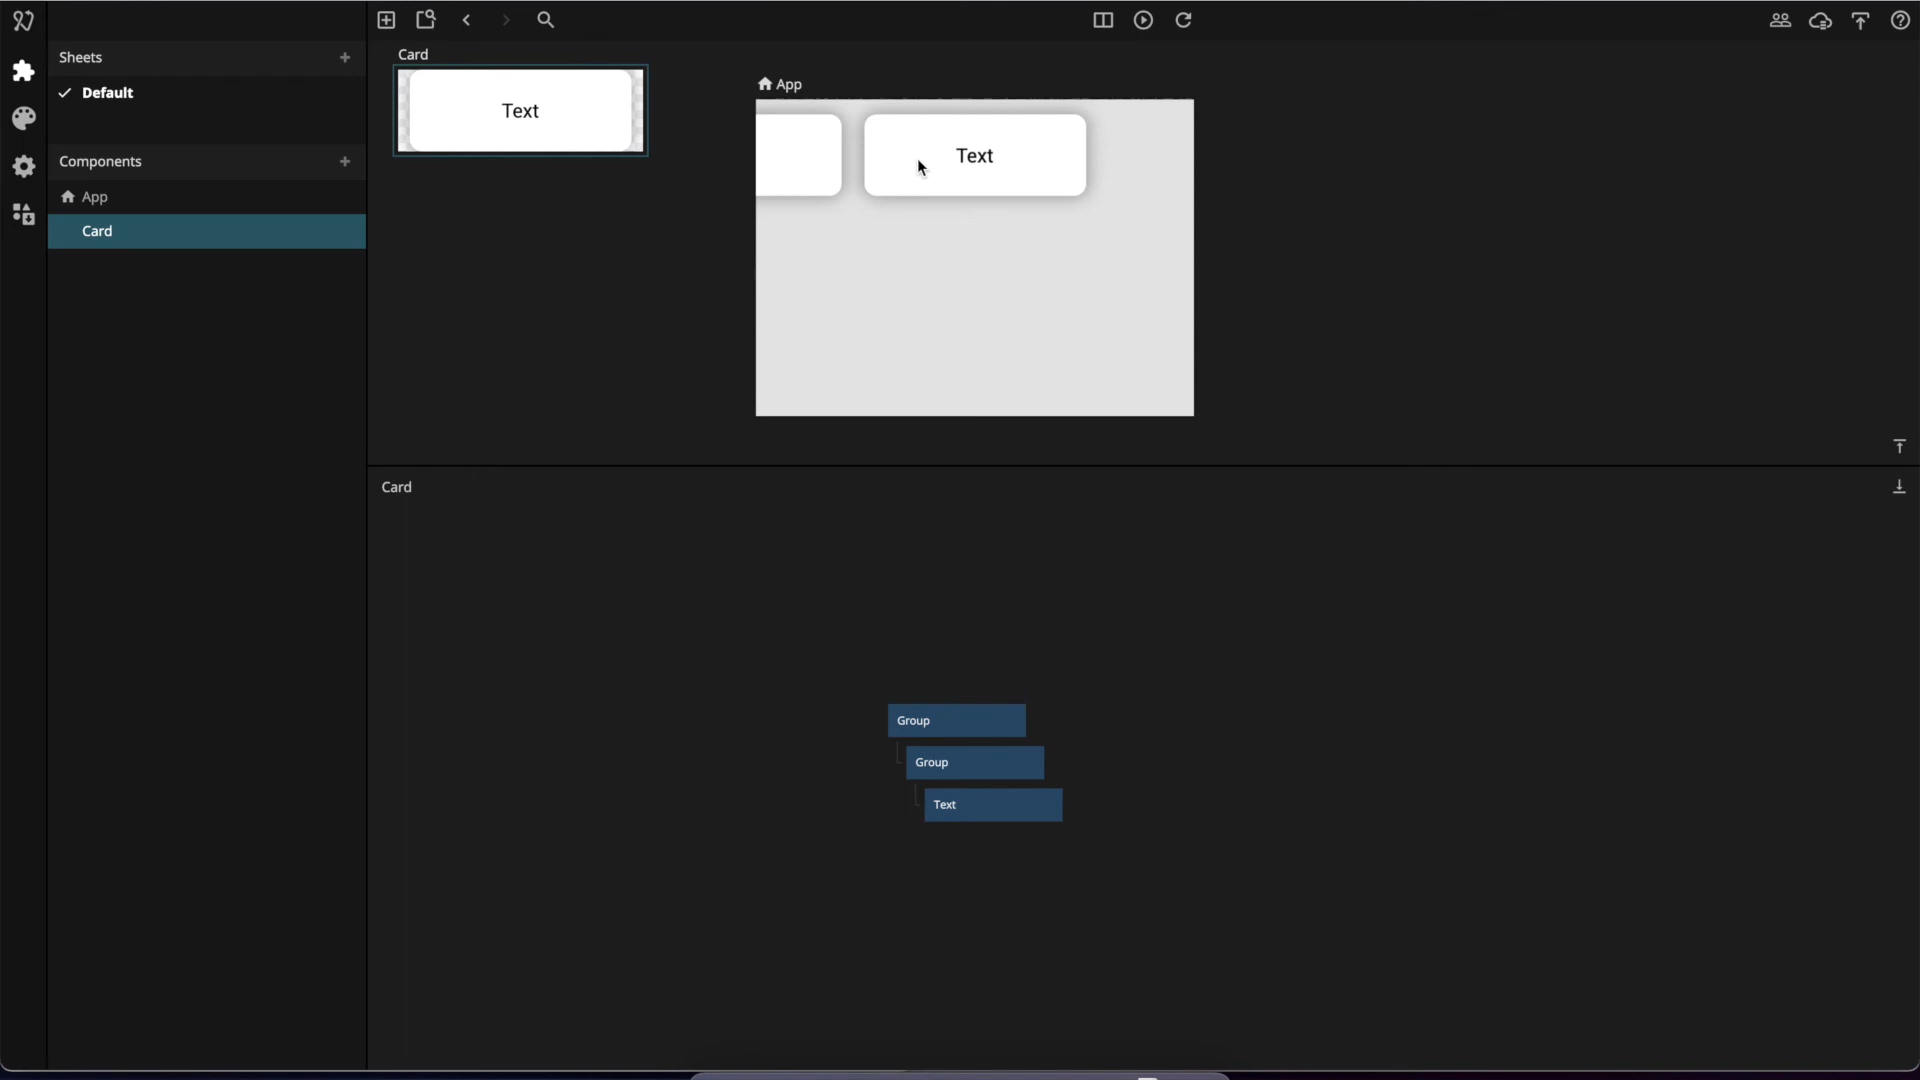 Sheets
Default
Components
App
Card
Card
Text
App
Text
Card
Group
Group
Text